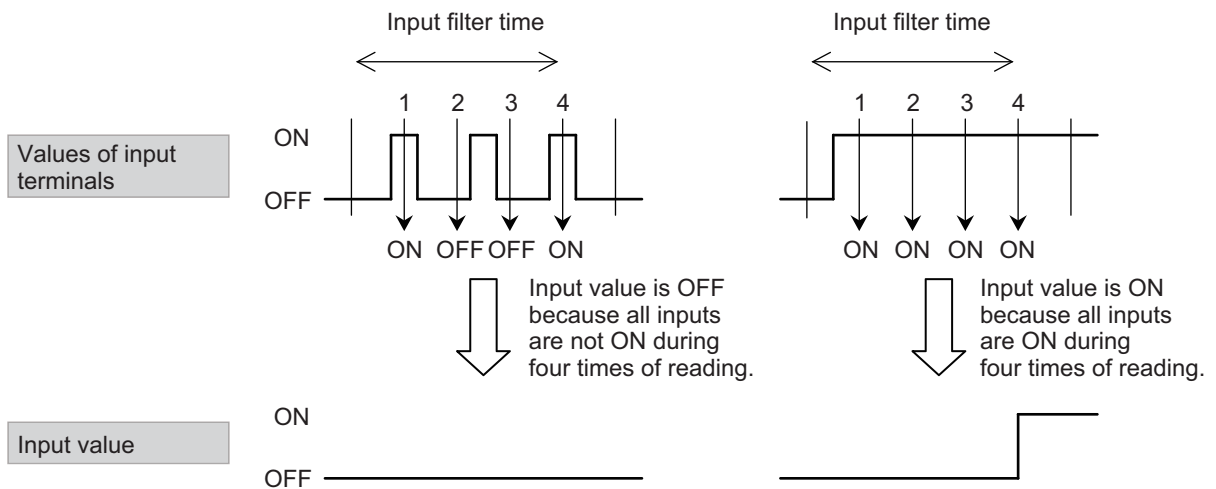 Input filter time
Input filter time
1 2 3 4
1 2 3 4
Values of input
terminals
ON
OFF
ON OFF OFF ON
ON ON ON ON
Input value is OFF
because all inputs
are not ON during
four times of reading.
Input value is ON
because all inputs
are ON during
four times of reading.
Input value
ON
OFF